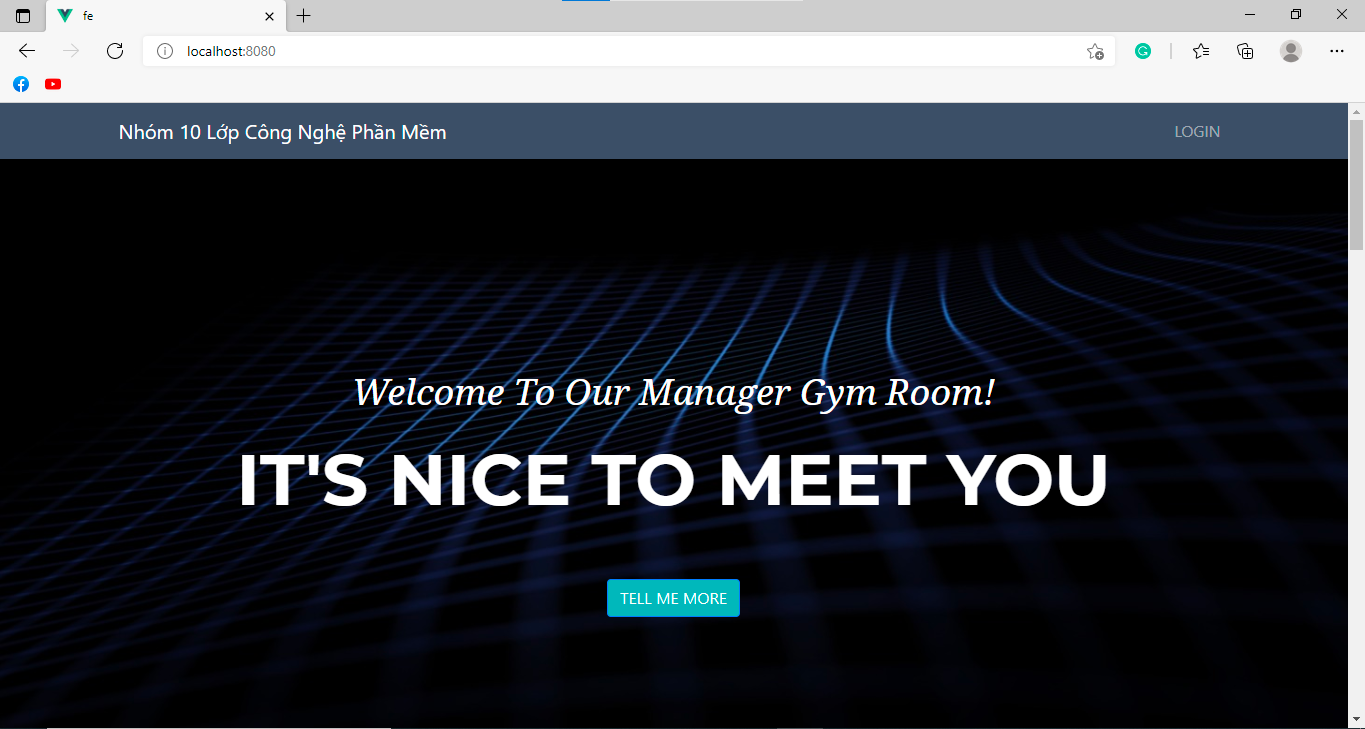 fe
localhost:8080
Nhóm 10 Lớp Công Nghệ Phần Mềm
LOGIN
Welcome To Our Manager Gym Room!
IT'S NICE TO MEET YOU
TELL ME MORE